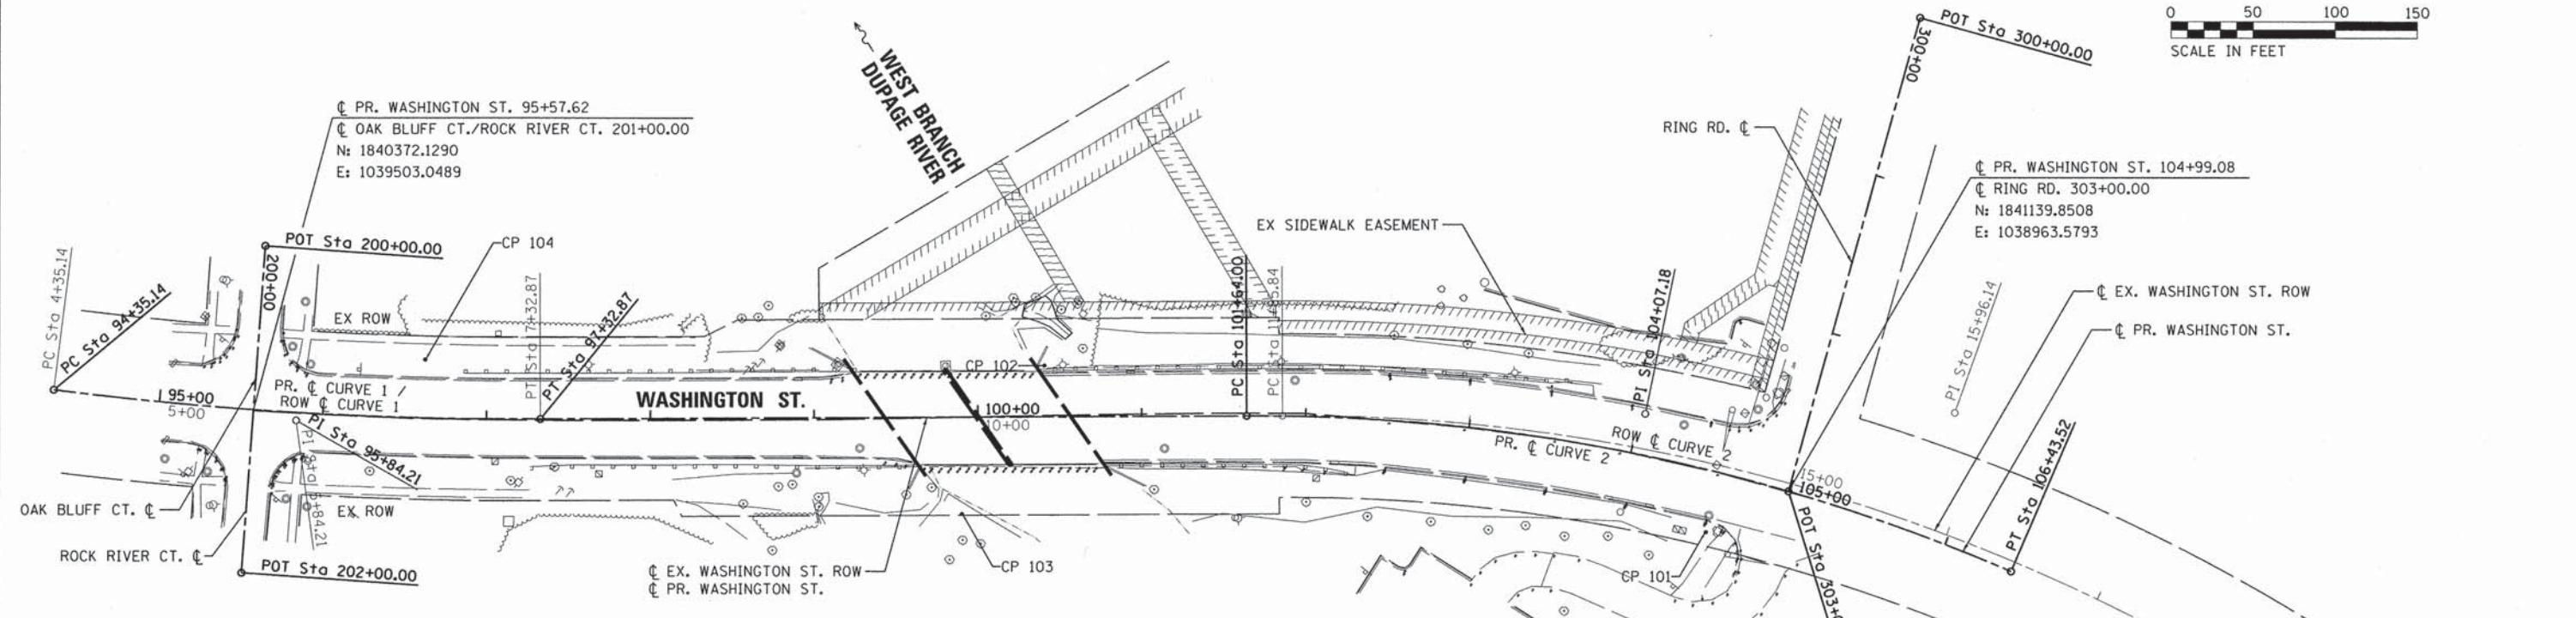 0 50 100 150
SCALE IN FEET
POT Sta 300+00.00
300+00
WEST BRANCH
DUPAGE RIVER
℄ PR. WASHINGTON ST. 95+57.62
℄ OAK BLUFF CT./ROCK RIVER CT. 201+00.00
N: 1840372.1290
E: 1039503.0489
RING RD. ℄
℄ PR. WASHINGTON ST. 104+99.08
℄ RING RD. 303+00.00
N: 1841139.8508
E: 1038963.5793
EX SIDEWALK EASEMENT
POT Sta 200+00.00
200+00
CP 104
PC Sta 4+35.14
PC Sta 94+35.14
EX ROW
PT Sta 7+32.87
PT Sta 97+32.87
PC Sta 101+64.00
PC Sta
PI Sta 104+07.18
PI Sta 15+96.14
℄ EX. WASHINGTON ST. ROW
℄ PR. WASHINGTON ST.
CP 102
95+00
5+00
PR. ℄ CURVE 1 /
ROW ℄ CURVE 1
WASHINGTON ST.
100+00
10+00
PI Sta 95+84.21
PI Sta 5+84.21
PR. ℄ CURVE 2
ROW ℄ CURVE 2
15+00
105+00
PT Sta 106+43.52
OAK BLUFF CT. ℄
EX ROW
ROCK RIVER CT. ℄
POT Sta 202+00.00
℄ EX. WASHINGTON ST. ROW
℄ PR. WASHINGTON ST.
CP 103
CP 101
POT Sta